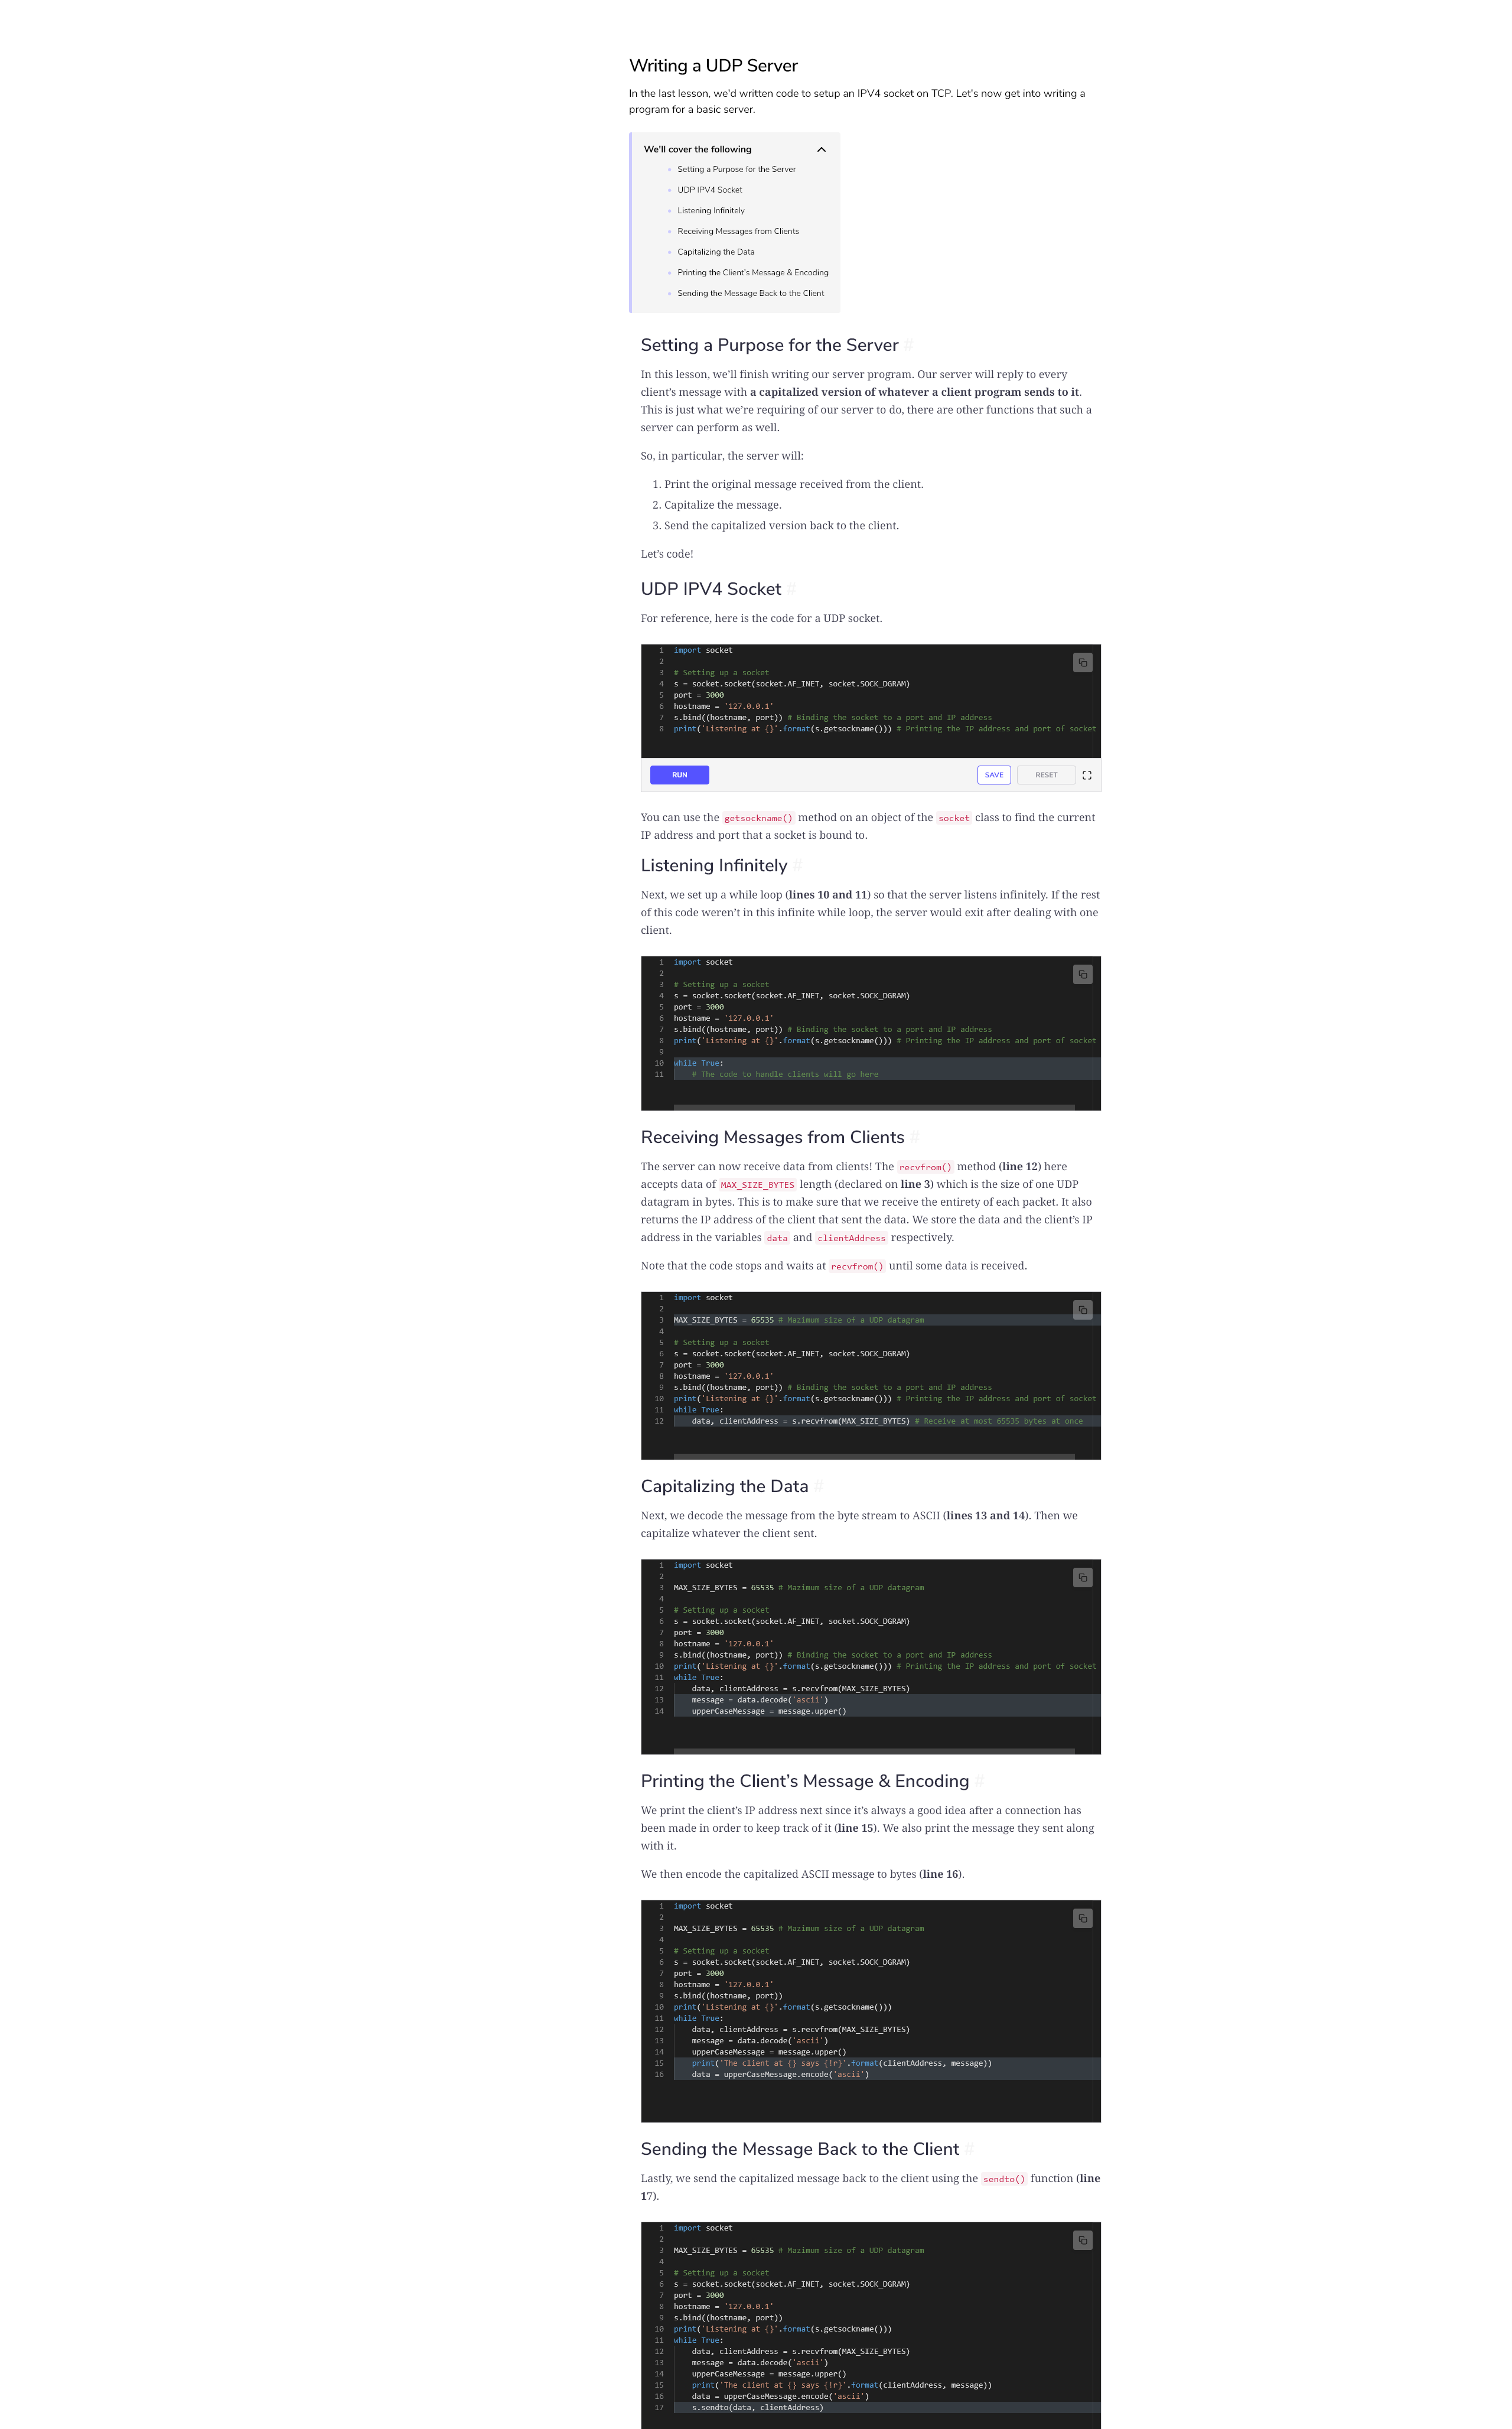 Writing a UDP Server
In the last lesson, we'd written code to setup an IPV4 socket on TCP. Let's now get into writing a
program for a basic server.
We'll cover the following
Setting a Purpose for the Server
UDP IPV4 Socket
Listening Infinitely
Receiving Messages from Clients
Capitalizing the Data
Printing the Client's Message & Encoding
Sending the Message Back to the Client
Setting a Purpose for the Server #
In this lesson, we’ll finish writing our server program. Our server will reply to every
client’s message with a capitalized version of whatever a client program sends to it.
This is just what we’re requiring of our server to do, there are other functions that such a
server can perform as well.
So, in particular, the server will:
1. Print the original message received from the client.
2. Capitalize the message.
3. Send the capitalized version back to the client.
Let’s code!
UDP IPV4 Socket #
For reference, here is the code for a UDP socket.
1 import socket
2
3 # Setting up a socket
4 s = socket.socket(socket.AF_INET, socket.SOCK_DGRAM)
5 port = 3000
6 hostname = '127.0.0.1'
7 s.bind((hostname, port)) # Binding the socket to a port and IP address
8 print('Listening at {}'.format(s.getsockname())) # Printing the IP address and port of socket
RUN SAVE RESET
You can use the getsockname() method on an object of the socket class to find the current
IP address and port that a socket is bound to.
Listening Infinitely #
Next, we set up a while loop (lines 10 and 11) so that the server listens infinitely. If the rest
of this code weren’t in this infinite while loop, the server would exit after dealing with one
client.
1 import socket
2
3 # Setting up a socket
4 s = socket.socket(socket.AF_INET, socket.SOCK_DGRAM)
5 port = 3000
6 hostname = '127.0.0.1'
7 s.bind((hostname, port)) # Binding the socket to a port and IP address
8 print('Listening at {}'.format(s.getsockname())) # Printing the IP address and port of socket
9
10 while True:
11     # The code to handle clients will go here
Receiving Messages from Clients #
The server can now receive data from clients! The recvfrom() method (line 12) here
accepts data of MAX_SIZE_BYTES length (declared on line 3) which is the size of one UDP
datagram in bytes. This is to make sure that we receive the entirety of each packet. It also
returns the IP address of the client that sent the data. We store the data and the client’s IP
address in the variables data and clientAddress respectively.
Note that the code stops and waits at recvfrom() until some data is received.
1 import socket
2
3 MAX_SIZE_BYTES = 65535 # Mazimum size of a UDP datagram
4
5 # Setting up a socket
6 s = socket.socket(socket.AF_INET, socket.SOCK_DGRAM)
7 port = 3000
8 hostname = '127.0.0.1'
9 s.bind((hostname, port)) # Binding the socket to a port and IP address
10 print('Listening at {}'.format(s.getsockname())) # Printing the IP address and port of socket
11 while True:
12     data, clientAddress = s.recvfrom(MAX_SIZE_BYTES) # Receive at most 65535 bytes at once
Capitalizing the Data #
Next, we decode the message from the byte stream to ASCII (lines 13 and 14). Then we
capitalize whatever the client sent.
1 import socket
2
3 MAX_SIZE_BYTES = 65535 # Mazimum size of a UDP datagram
4
5 # Setting up a socket
6 s = socket.socket(socket.AF_INET, socket.SOCK_DGRAM)
7 port = 3000
8 hostname = '127.0.0.1'
9 s.bind((hostname, port)) # Binding the socket to a port and IP address
10 print('Listening at {}'.format(s.getsockname())) # Printing the IP address and port of socket
11 while True:
12     data, clientAddress = s.recvfrom(MAX_SIZE_BYTES)
13     message = data.decode('ascii')
14     upperCaseMessage = message.upper()
Printing the Client’s Message & Encoding #
We print the client’s IP address next since it’s always a good idea after a connection has
been made in order to keep track of it (line 15). We also print the message they sent along
with it.
We then encode the capitalized ASCII message to bytes (line 16).
1 import socket
2
3 MAX_SIZE_BYTES = 65535 # Mazimum size of a UDP datagram
4
5 # Setting up a socket
6 s = socket.socket(socket.AF_INET, socket.SOCK_DGRAM)
7 port = 3000
8 hostname = '127.0.0.1'
9 s.bind((hostname, port))
10 print('Listening at {}'.format(s.getsockname()))
11 while True:
12     data, clientAddress = s.recvfrom(MAX_SIZE_BYTES)
13     message = data.decode('ascii')
14     upperCaseMessage = message.upper()
15     print('The client at {} says {!r}'.format(clientAddress, message))
16     data = upperCaseMessage.encode('ascii')
Sending the Message Back to the Client #
Lastly, we send the capitalized message back to the client using the sendto() function (line
17).
1 import socket
2
3 MAX_SIZE_BYTES = 65535 # Mazimum size of a UDP datagram
4
5 # Setting up a socket
6 s = socket.socket(socket.AF_INET, socket.SOCK_DGRAM)
7 port = 3000
8 hostname = '127.0.0.1'
9 s.bind((hostname, port))
10 print('Listening at {}'.format(s.getsockname()))
11 while True:
12     data, clientAddress = s.recvfrom(MAX_SIZE_BYTES)
13     message = data.decode('ascii')
14     upperCaseMessage = message.upper()
15     print('The client at {} says {!r}'.format(clientAddress, message))
16     data = upperCaseMessage.encode('ascii')
17     s.sendto(data, clientAddress)